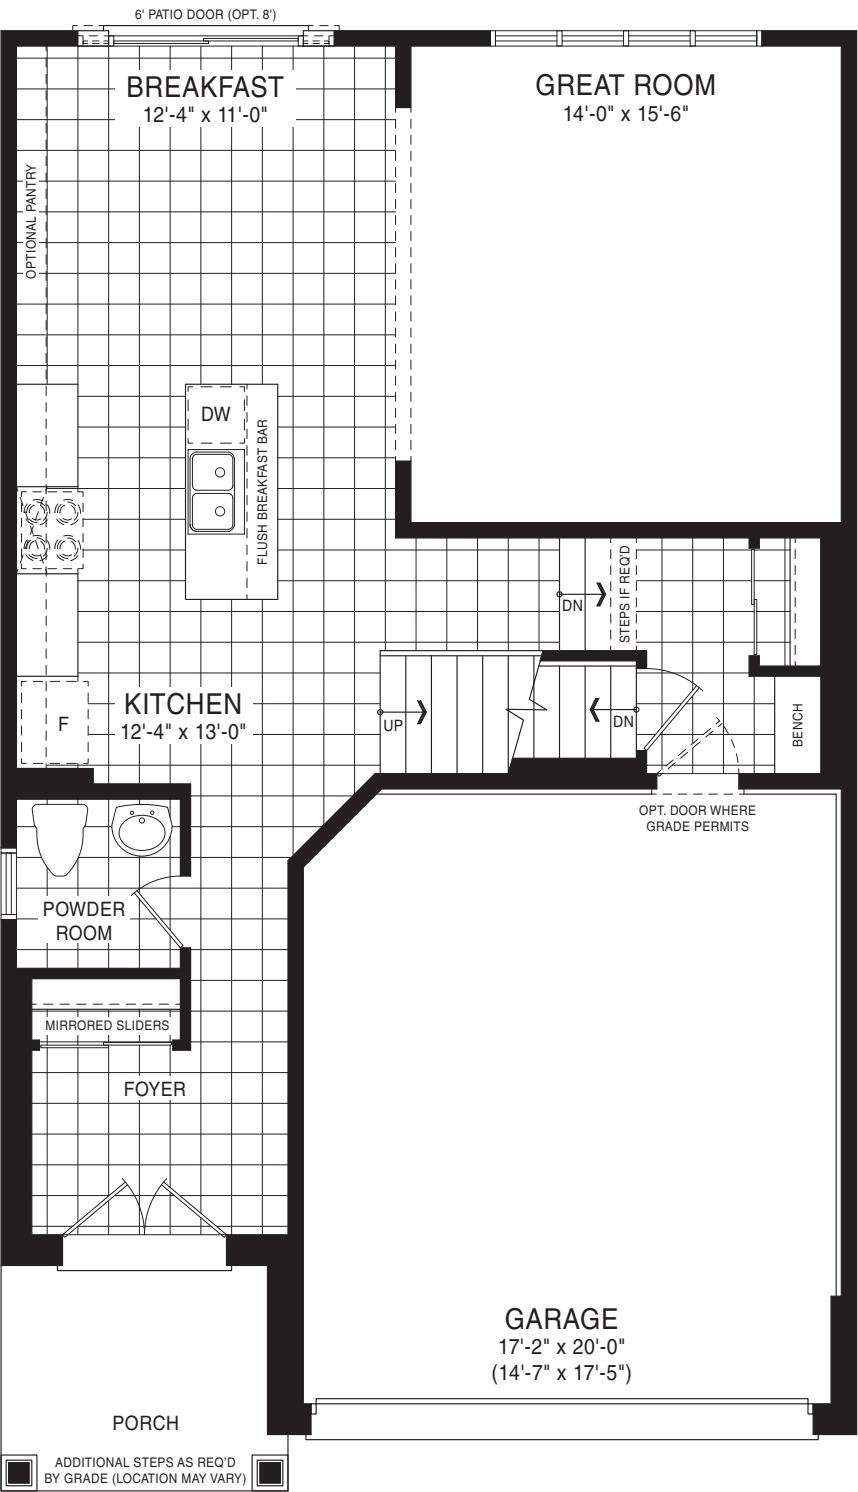 6' PATIO DOOR (OPT. 8')
BREAKFAST
12'-4" x 11'-0"
GREAT ROOM
14'-0" x 15'-6"
OPTIONAL PANTRY
DW
FLUSH BREAKFAST BAR
DN
STEPS IF REQ'D
KITCHEN
12'-4" x 13'-0"
F
UP
DN
BENCH
OPT. DOOR WHERE
GRADE PERMITS
POWDER
ROOM
MIRRORED SLIDERS
FOYER
GARAGE
17'-2" x 20'-0"
(14'-7" x 17'-5")
PORCH
ADDITIONAL STEPS AS REQ'D
BY GRADE (LOCATION MAY VARY)